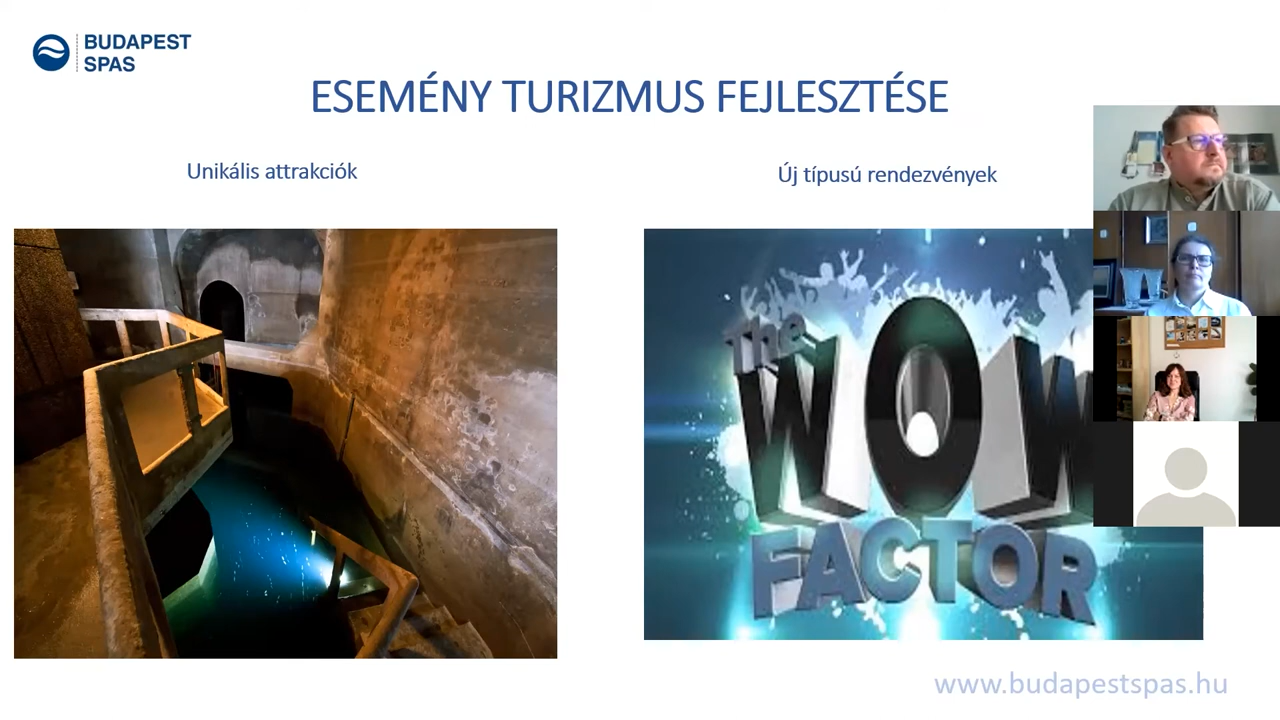 BUDAPEST
SPAS
ESEMÉNY TURIZMUS FEJLESZTÉSE
Unikális attrakciók
Új típusú rendezvények
the
WOW
FACTOR
www.budapestspas.hu